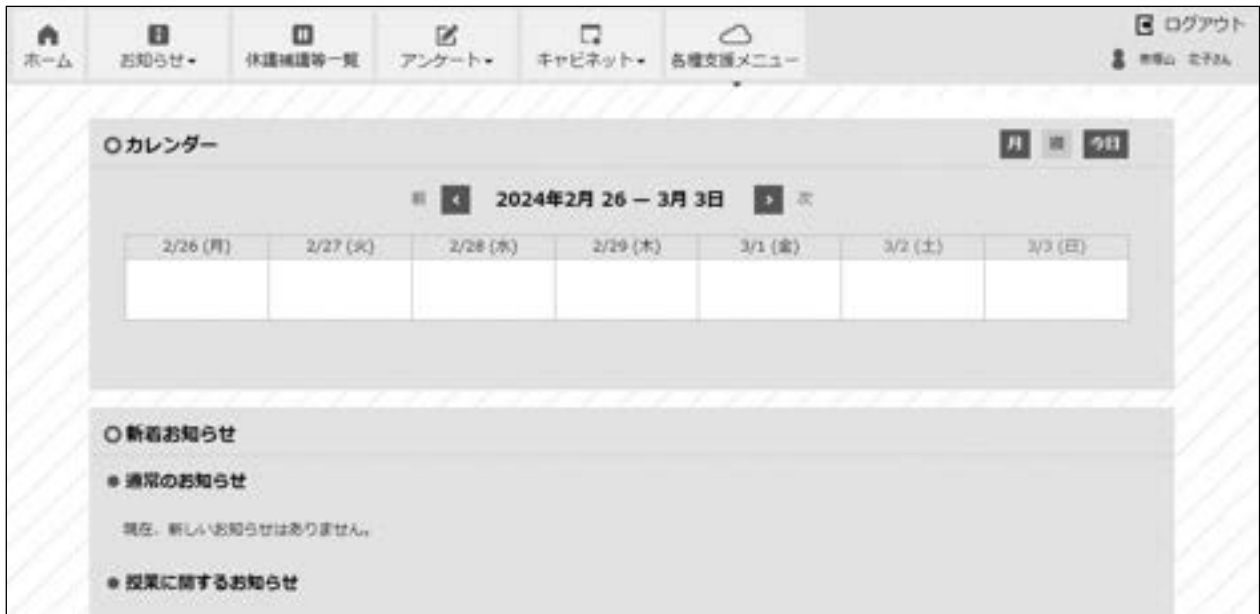 ホーム
お知らせ▾
休講補講等一覧
アンケート▾
キャビネット▾
各種支援メニュー
▾
ログアウト
花子さん
カレンダー
月 週 今日
前 2024年2月 26 — 3月 3日 次
2/26 (月) 2/27 (火) 2/28 (水) 2/29 (木) 3/1 (金) 3/2 (土) 3/3 (日)
新着お知らせ
通常のお知らせ
現在、新しいお知らせはありません。
授業に関するお知らせ